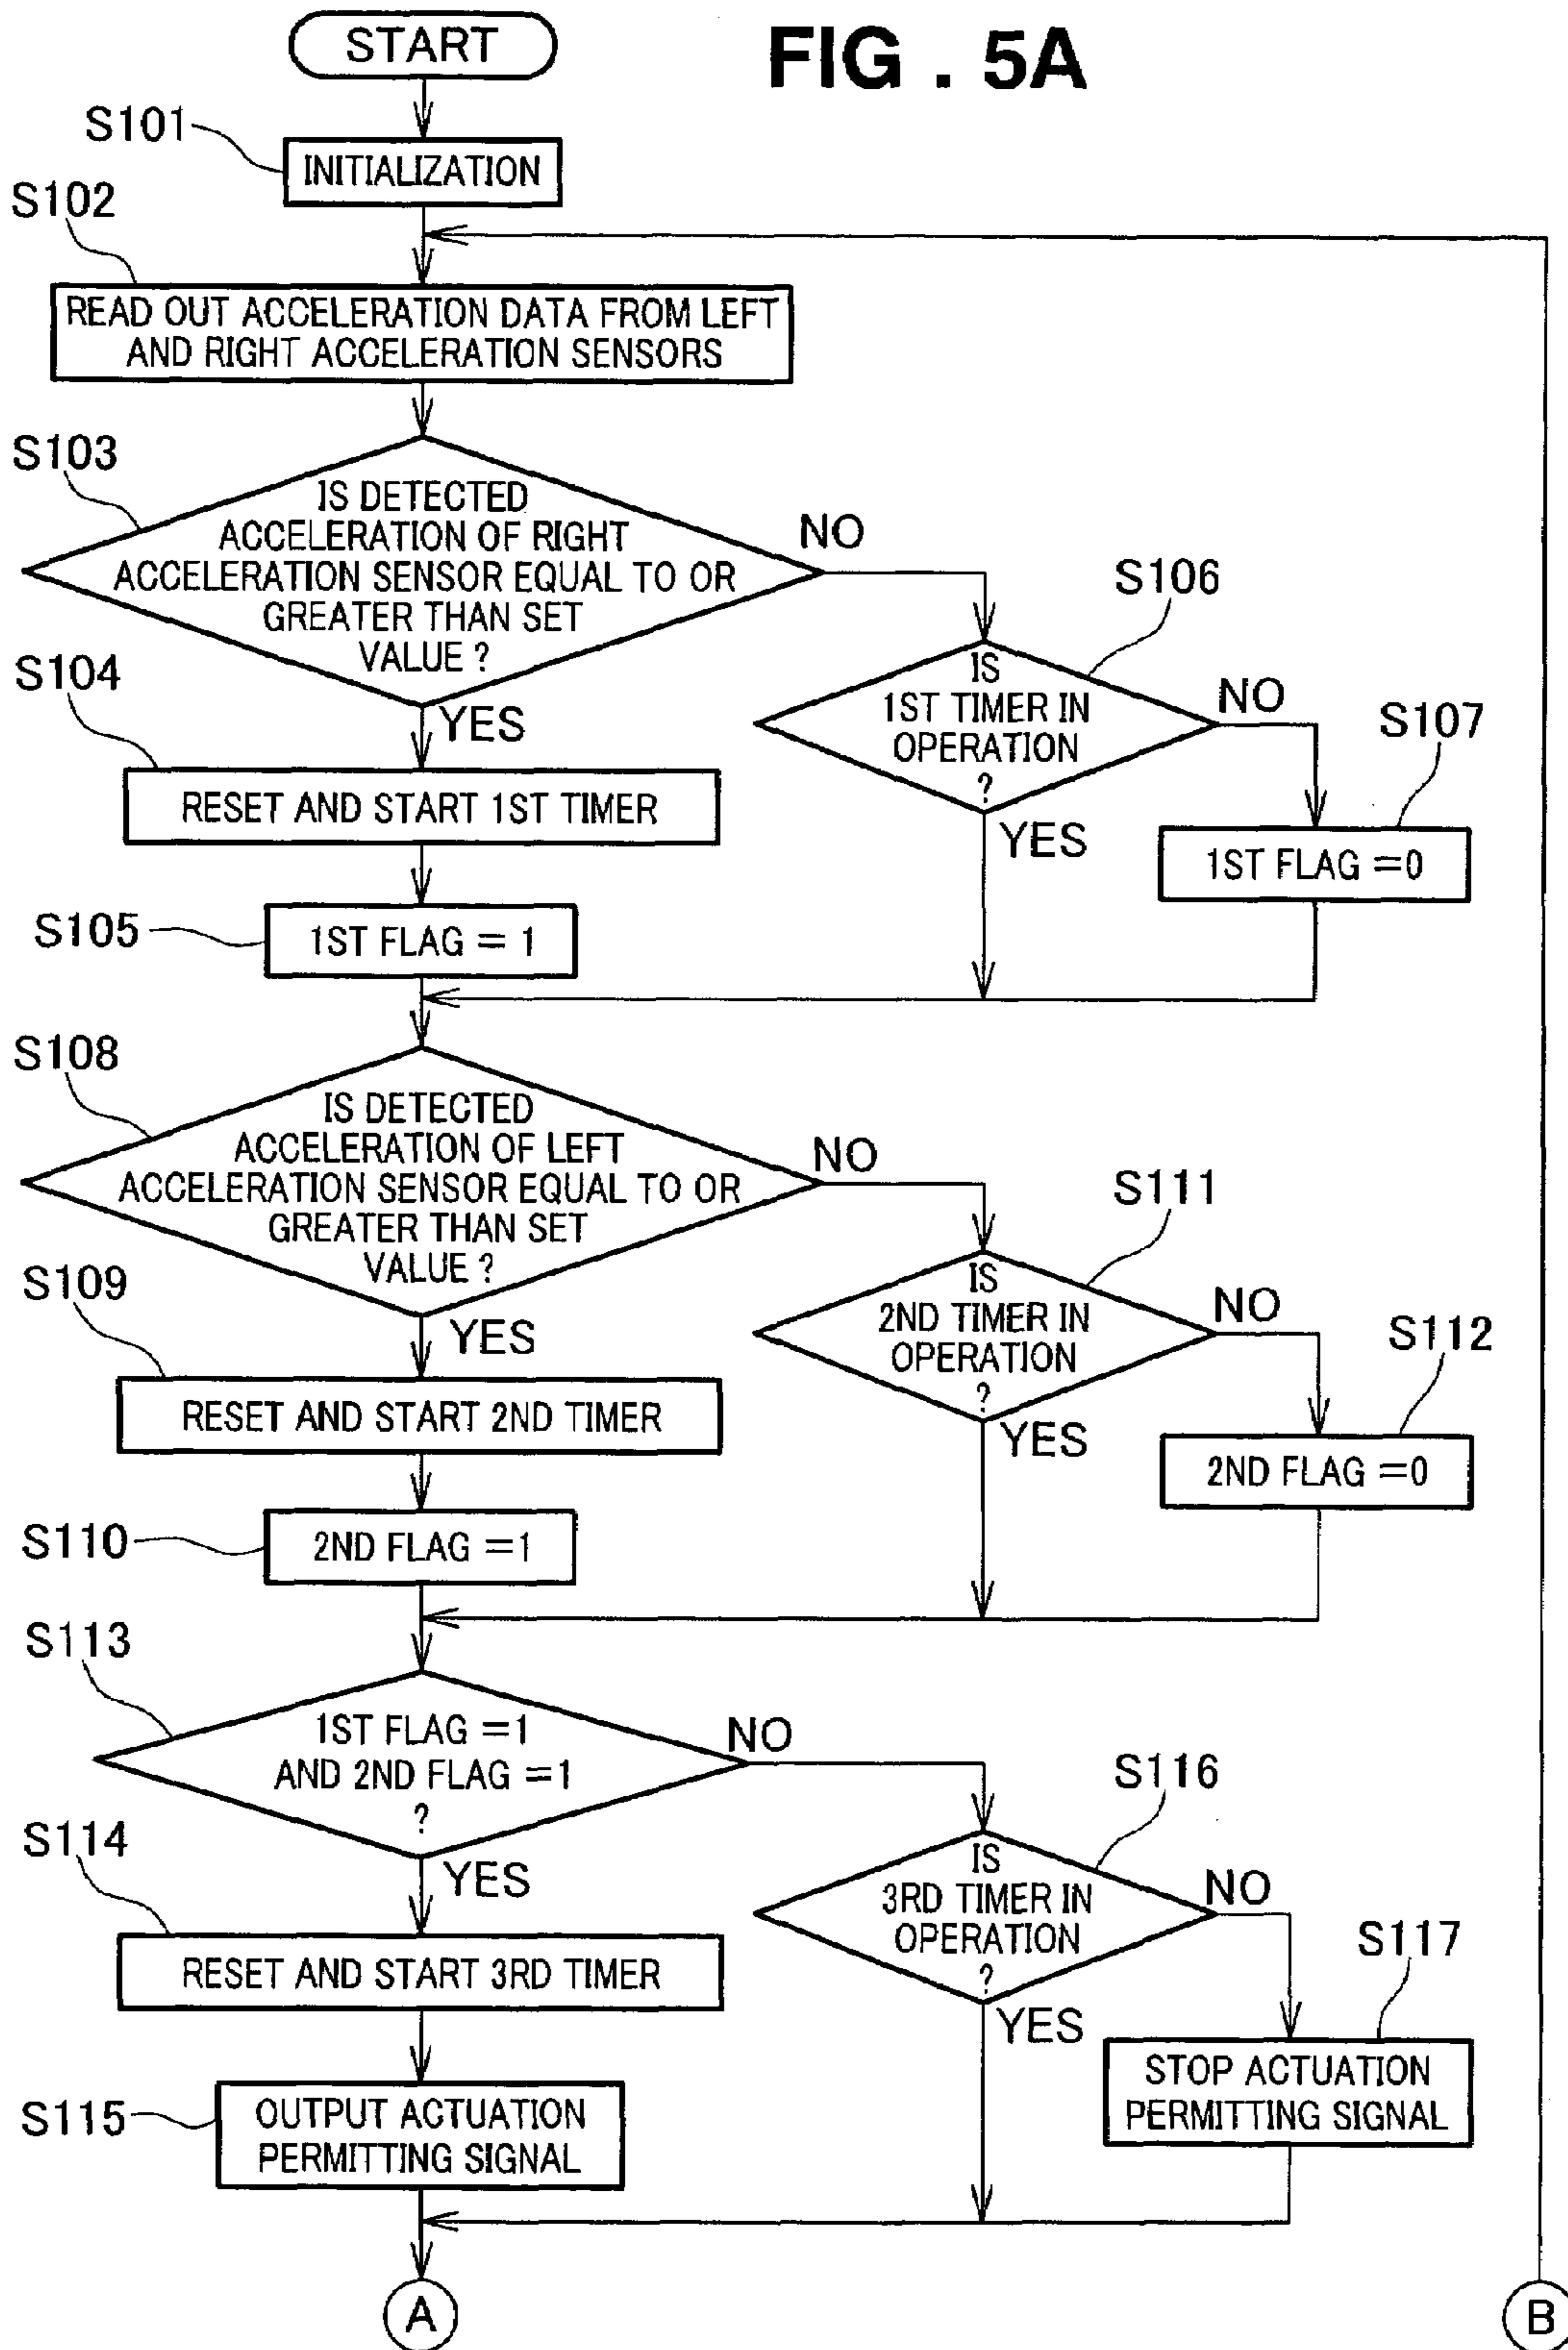 FIG . 5A
START
S101
INITIALIZATION
S102
READ OUT ACCELERATION DATA FROM LEFT
AND RIGHT ACCELERATION SENSORS
S103
IS DETECTED
ACCELERATION OF RIGHT
ACCELERATION SENSOR EQUAL TO OR
GREATER THAN SET
VALUE ?
NO
YES
S106
IS
1ST TIMER IN
OPERATION
?
NO
YES
S107
1ST FLAG =0
S104
RESET AND START 1ST TIMER
S105
1ST FLAG = 1
S108
IS DETECTED
ACCELERATION OF LEFT
ACCELERATION SENSOR EQUAL TO OR
GREATER THAN SET
VALUE ?
NO
YES
S111
IS
2ND TIMER IN
OPERATION
?
NO
YES
S112
2ND FLAG =0
S109
RESET AND START 2ND TIMER
S110
2ND FLAG =1
S113
1ST FLAG =1
AND 2ND FLAG =1
?
NO
YES
S116
IS
3RD TIMER IN
OPERATION
?
NO
YES
S117
STOP ACTUATION
PERMITTING SIGNAL
S114
RESET AND START 3RD TIMER
S115
OUTPUT ACTUATION
PERMITTING SIGNAL
A
B